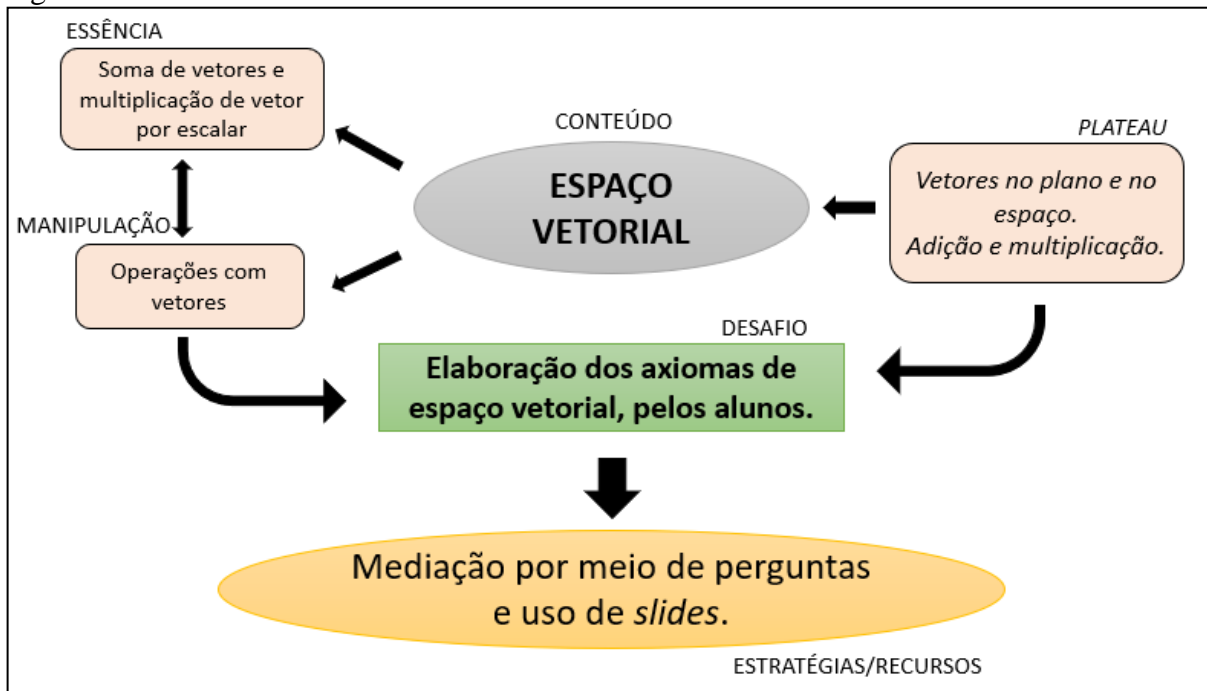 ESSÊNCIA
Soma de vetores e
multiplicação de vetor
por escalar
CONTEÚDO
ESPAÇO
VETORIAL
PLATEAU
Vetores no plano e no
espaço.
Adição e multiplicação.
MANIPULAÇÃO
Operações com
vetores
DESAFIO
Elaboração dos axiomas de
espaço vetorial, pelos alunos.
Mediação por meio de perguntas
e uso de slides.
ESTRATÉGIAS/RECURSOS